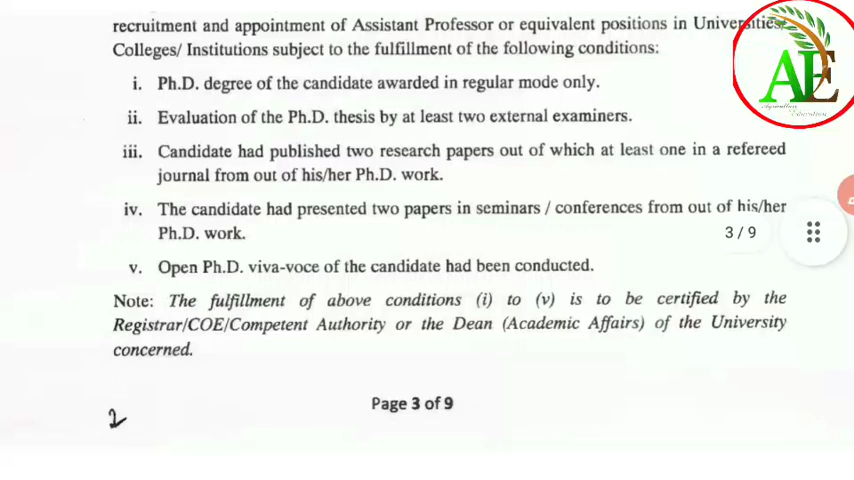 recruitment and appointment of Assistant Professor or equivalent positions in Universities/
Colleges/ Institutions subject to the fulfillment of the following conditions:
i. Ph.D. degree of the candidate awarded in regular mode only.
ii. Evaluation of the Ph.D. thesis by at least two external examiners.
iii. Candidate had published two research papers out of which at least one in a refereed
journal from out of his/her Ph.D. work.
iv. The candidate had presented two papers in seminars / conferences from out of his/her
Ph.D. work.
v. Open Ph.D. viva-voce of the candidate had been conducted.
Note: The fulfillment of above conditions (i) to (v) is to be certified by the
Registrar/COE/Competent Authority or the Dean (Academic Affairs) of the University
concerned.
Page 3 of 9
3 / 9
AE
Education